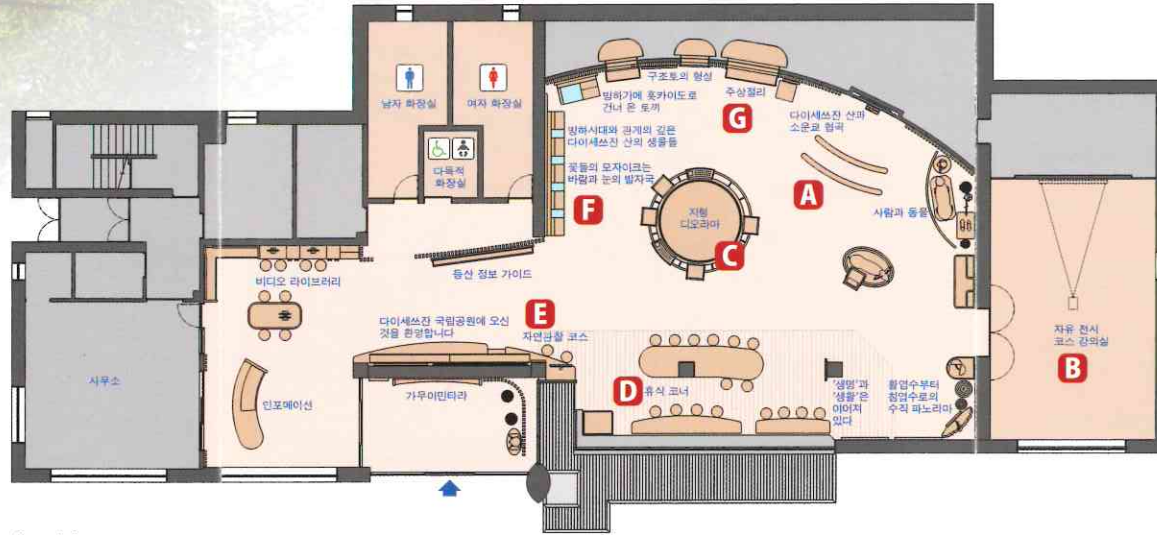 남자 화장실
여자 화장실
다목적
화장실
구조토의 형성
빙하기에 홋카이도로
건너 온 토끼
주상절리
G
빙하시대와 관계의 깊은
다이세쓰잔 산의 생물들
꽃들의 모자이크는
바람과 눈의 발자국
F
다이세쓰잔 산과
소운쿄 협곡
A
사람과 동물
지형
디오라마
C
등산 정보 가이드
비디오 라이브러리
다이세쓰잔 국립공원에 오신
것을 환영합니다
E
자연관찰 코스
자유 전시
코스 강의실
B
사무소
인포메이션
가무이민타라
D
휴식 코너
'생명'과
'생활'은
이어져
있다
활엽수부터
침엽수로의
수직 파노라마